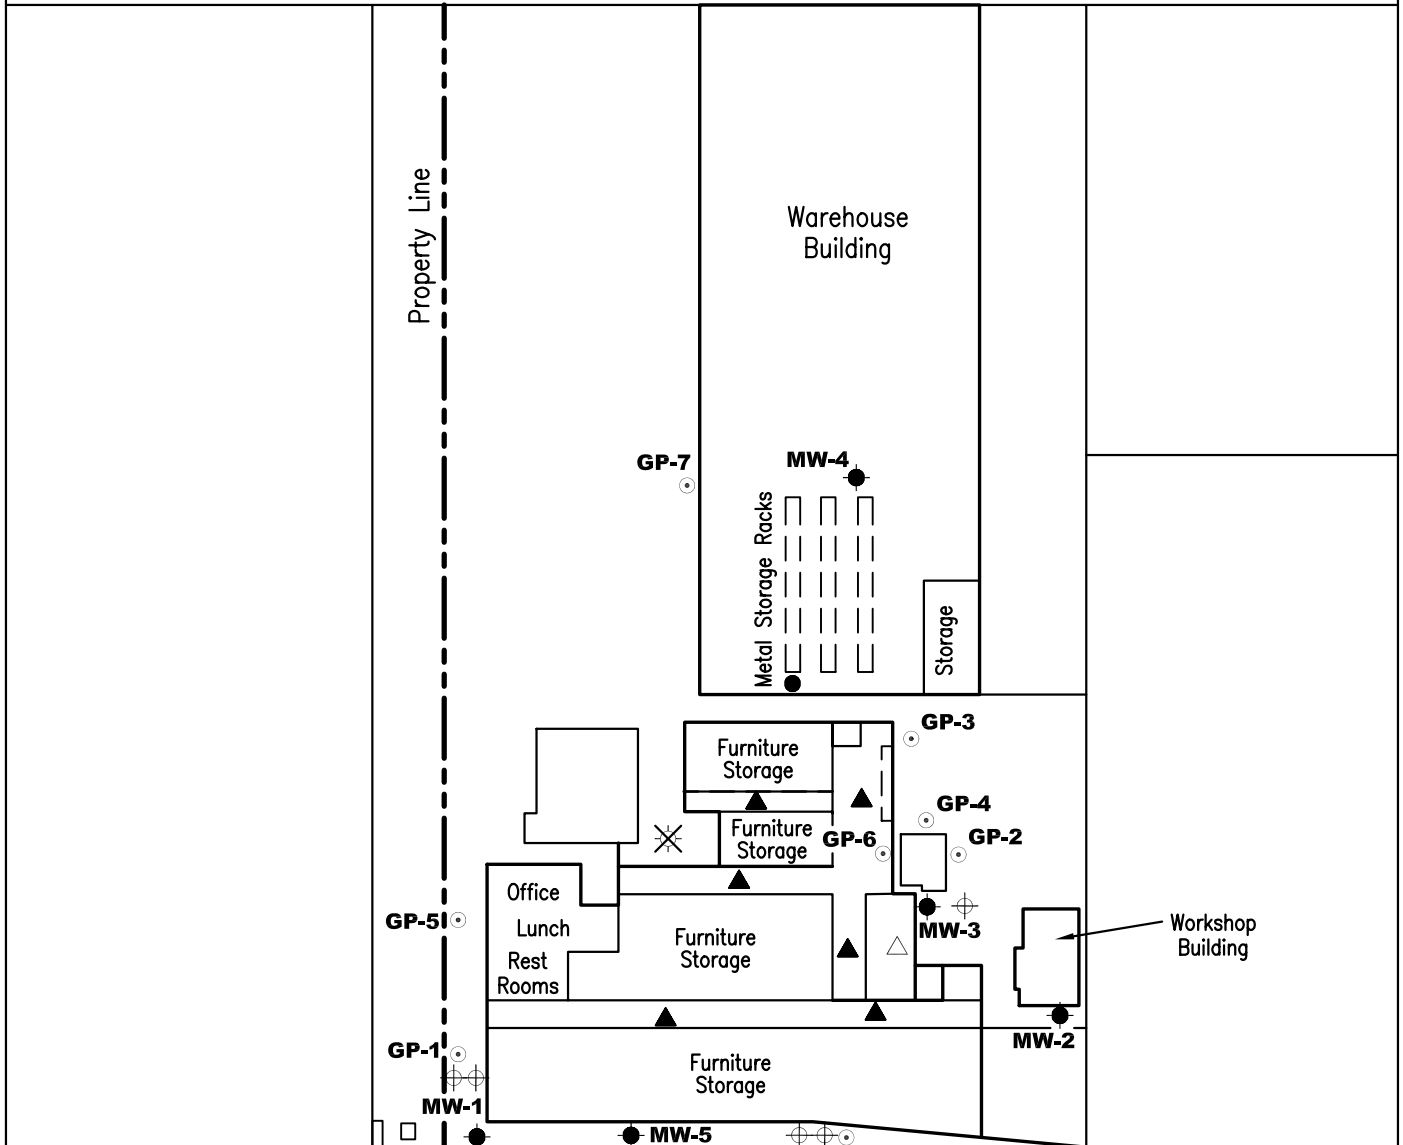 Property Line
Warehouse
Building
GP-7
MW-4
Metal Storage Racks
Storage
GP-3
Furniture
Storage
GP-4
Furniture
Storage
GP-6
GP-2
Office
Lunch
Rest
Rooms
GP-5
Furniture
Storage
MW-3
Workshop
Building
MW-2
GP-1
Furniture
Storage
MW-1
MW-5